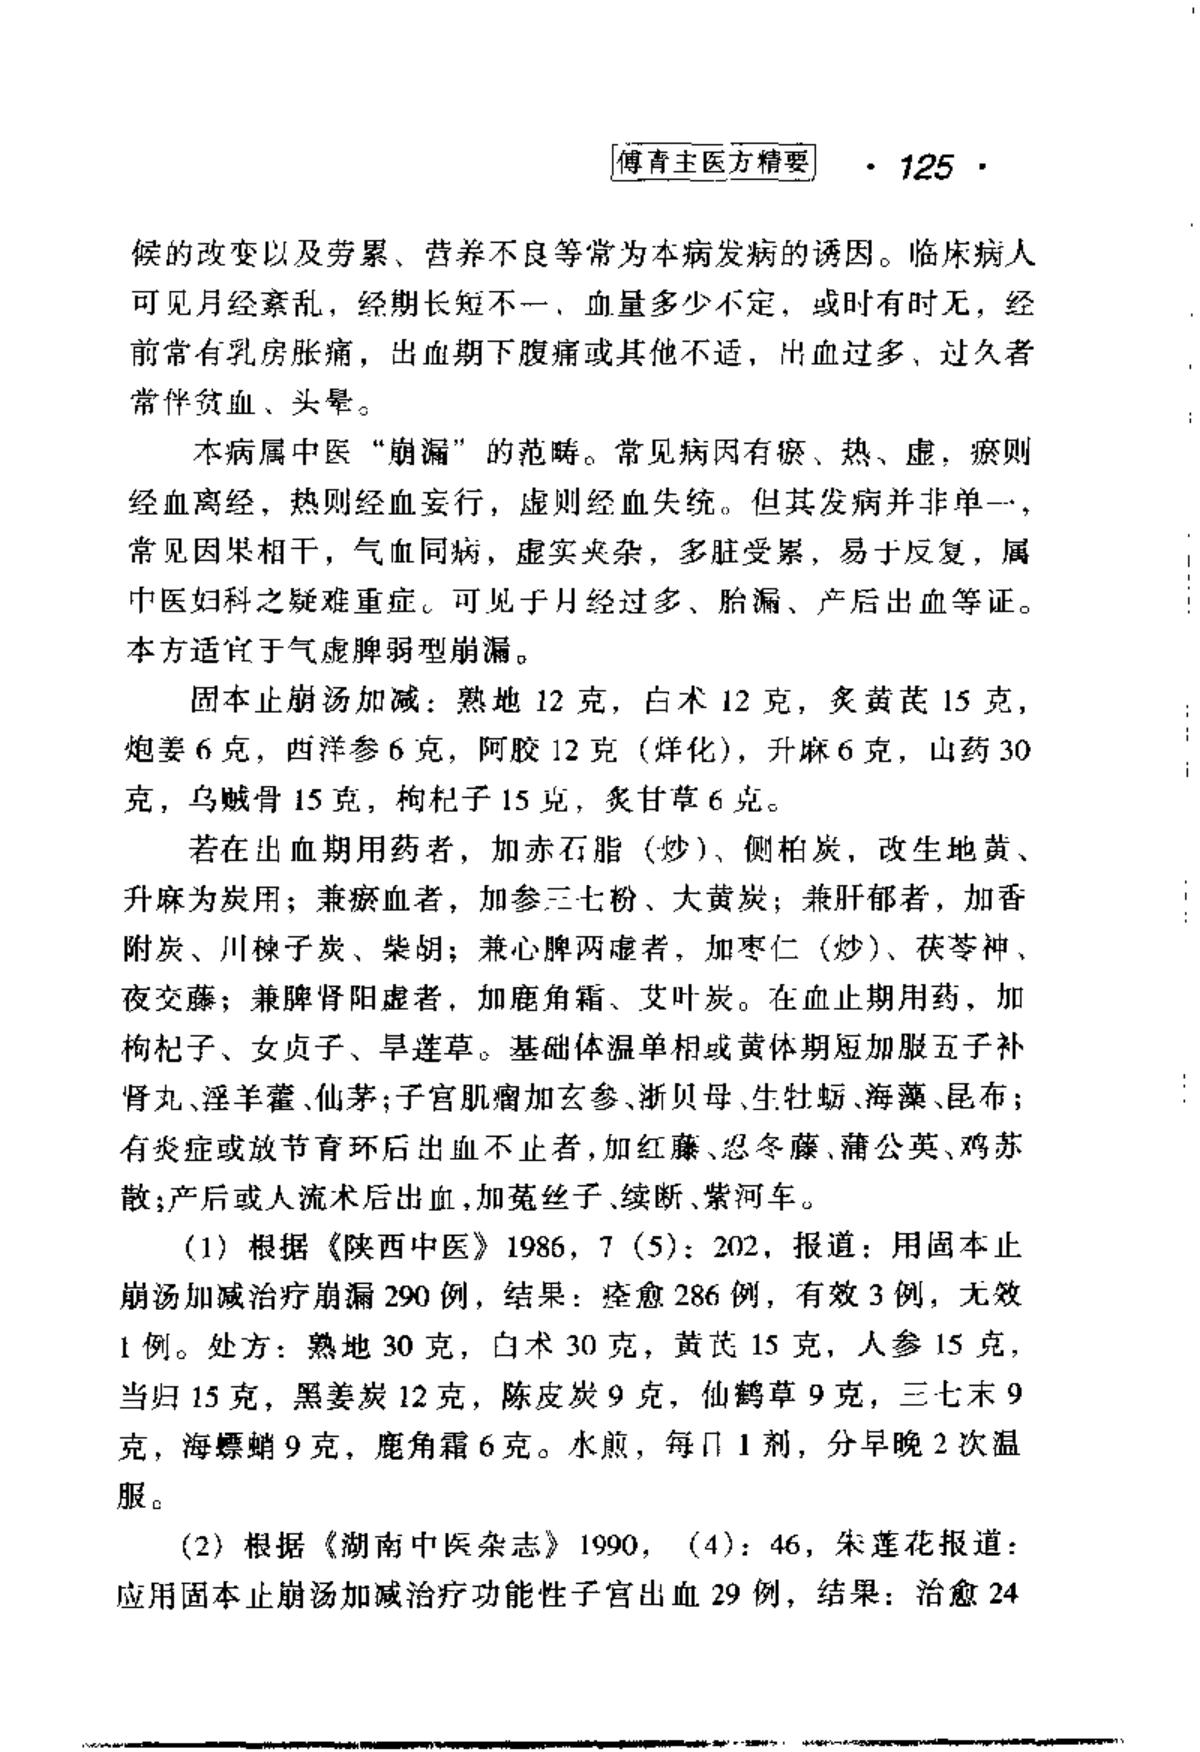 傅青主医方精要 · 125 ·
候的改变以及劳累、营养不良等常为本病发病的诱因。临床病人
可见月经紊乱，经期长短不一、血量多少不定，或时有时无，经
前常有乳房胀痛，出血期下腹痛或其他不适，出血过多、过久者
常伴贫血、头晕。
本病属中医“崩漏”的范畴。常见病因有瘀、热、虚，瘀则
经血离经，热则经血妄行，虚则经血失统。但其发病并非单一，
常见因果相干，气血同病，虚实夹杂，多脏受累，易于反复，属
中医妇科之疑难重症。可见于月经过多、胎漏、产后出血等证。
本方适宜于气虚脾弱型崩漏。
固本止崩汤加减：熟地 12 克，白术 12 克，炙黄芪 15 克，
炮姜 6 克，西洋参 6 克，阿胶 12 克（烊化），升麻 6 克，山药 30
克，乌贼骨 15 克，枸杞子 15 克，炙甘草 6 克。
若在出血期用药者，加赤石脂（炒）、侧柏炭，改生地黄、
升麻为炭用；兼瘀血者，加参三七粉、大黄炭；兼肝郁者，加香
附炭、川楝子炭、柴胡；兼心脾两虚者，加枣仁（炒）、茯苓神、
夜交藤；兼脾肾阳虚者，加鹿角霜、艾叶炭。在血止期用药，加
枸杞子、女贞子、旱莲草。基础体温单相或黄体期短加服五子补
肾丸、淫羊藿、仙茅；子宫肌瘤加玄参、浙贝母、生牡蛎、海藻、昆布；
有炎症或放节育环后出血不止者，加红藤、忍冬藤、蒲公英、鸡苏
散；产后或人流术后出血，加菟丝子、续断、紫河车。
（1）根据《陕西中医》1986，7（5）：202，报道：用固本止
崩汤加减治疗崩漏 290 例，结果：痊愈 286 例，有效 3 例，无效
1 例。处方：熟地 30 克，白术 30 克，黄芪 15 克，人参 15 克，
当归 15 克，黑姜炭 12 克，陈皮炭 9 克，仙鹤草 9 克，三七末 9
克，海螵蛸 9 克，鹿角霜 6 克。水煎，每日 1 剂，分早晚 2 次温
服。
（2）根据《湖南中医杂志》1990，（4）：46，朱莲花报道：
应用固本止崩汤加减治疗功能性子宫出血 29 例，结果：治愈 24